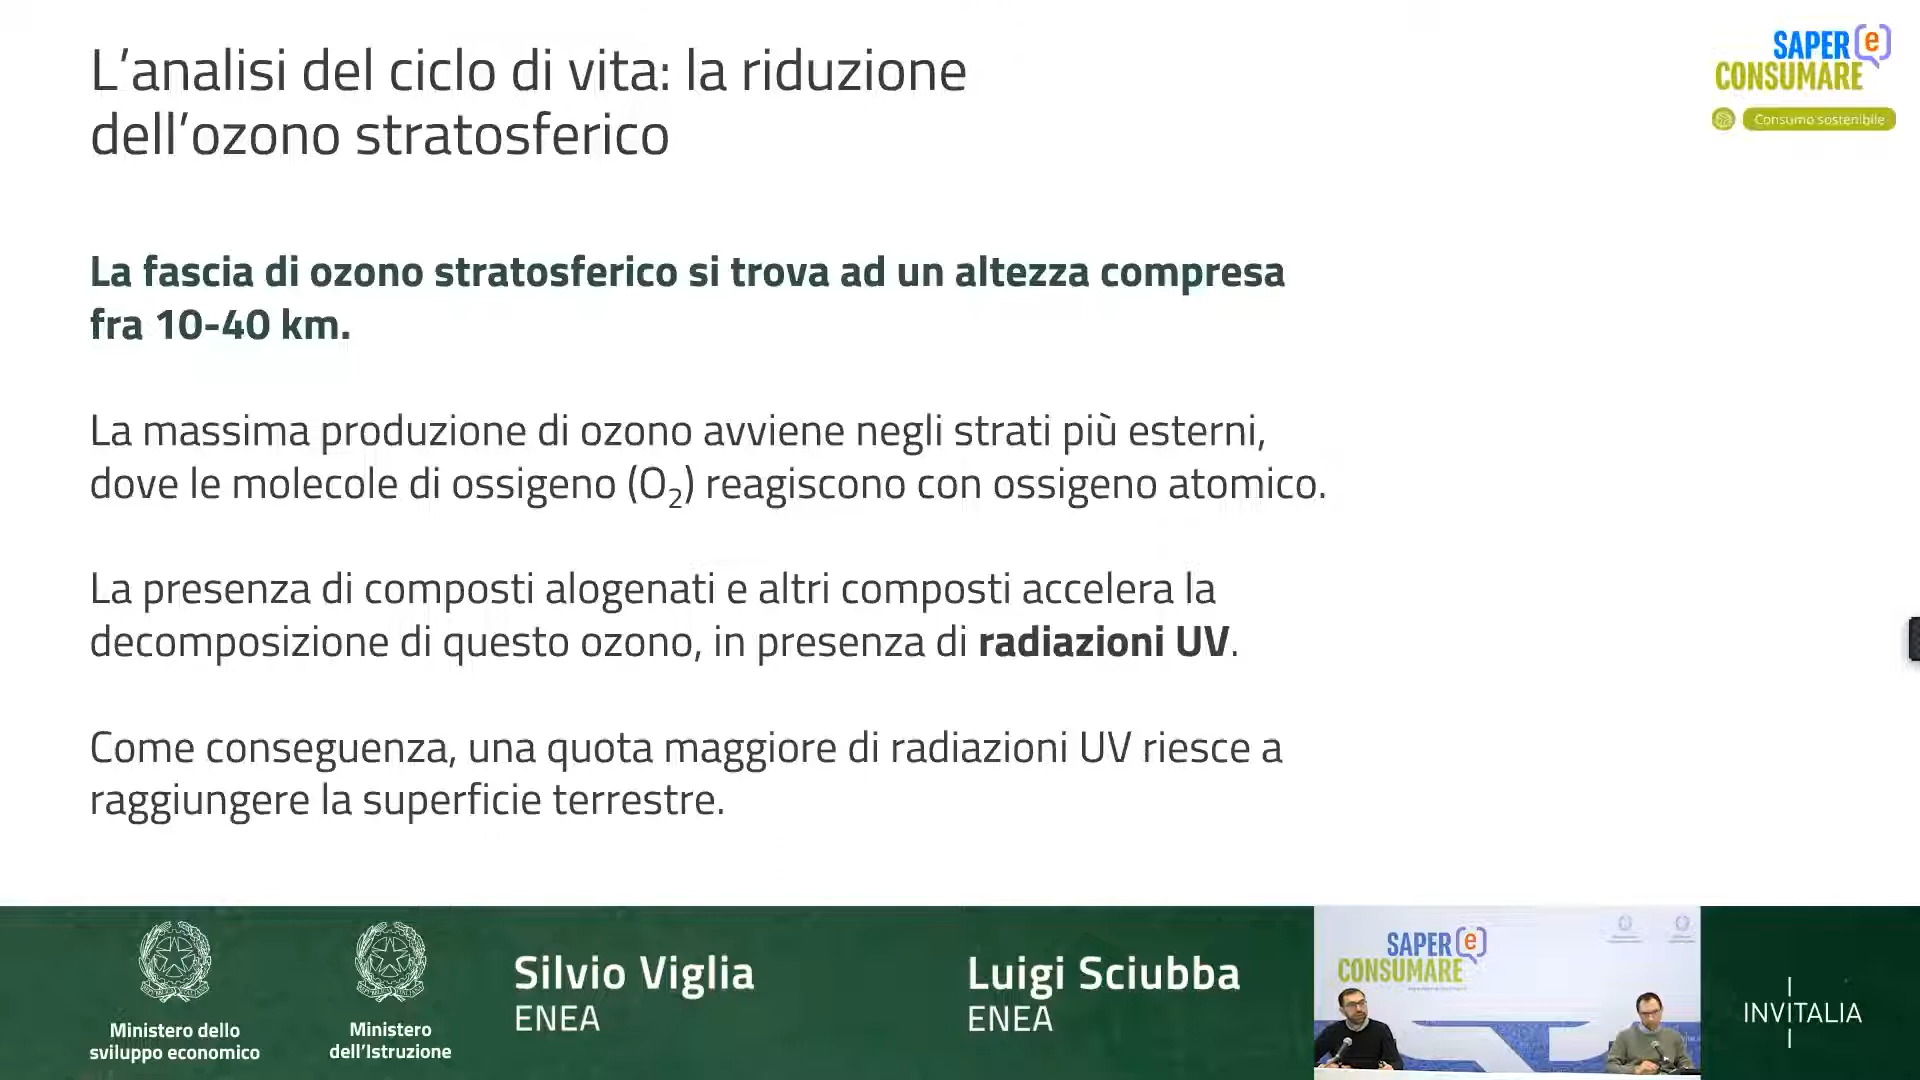 L'analisi del ciclo di vita: la riduzione
dell'ozono stratosferico
SAPER e
CONSUMARE
Consumo sostenibile
La fascia di ozono stratosferico si trova ad un altezza compresa
fra 10-40 km.
La massima produzione di ozono avviene negli strati più esterni,
dove le molecole di ossigeno (O₂) reagiscono con ossigeno atomico.
La presenza di composti alogenati e altri composti accelera la
decomposizione di questo ozono, in presenza di radiazioni UV.
Come conseguenza, una quota maggiore di radiazioni UV riesce a
raggiungere la superficie terrestre.
Ministero dello
sviluppo economico
Ministero
dell'Istruzione
Silvio Viglia
ENEA
Luigi Sciubba
ENEA
SAPER e
CONSUMARE
INVITALIA